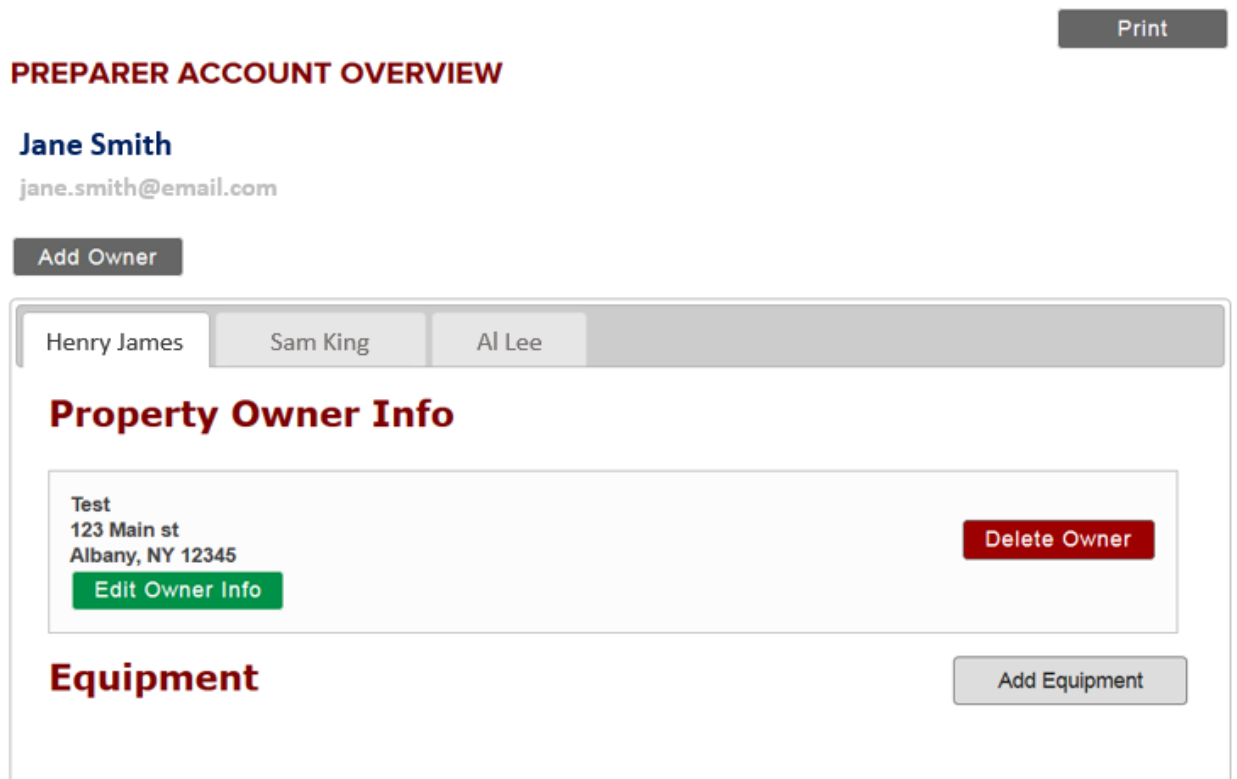 Print
PREPARER ACCOUNT OVERVIEW
Jane Smith
jane.smith@email.com
Add Owner
Henry James Sam King Al Lee
Property Owner Info
Test
123 Main st
Albany, NY 12345
Delete Owner
Edit Owner Info
Equipment
Add Equipment